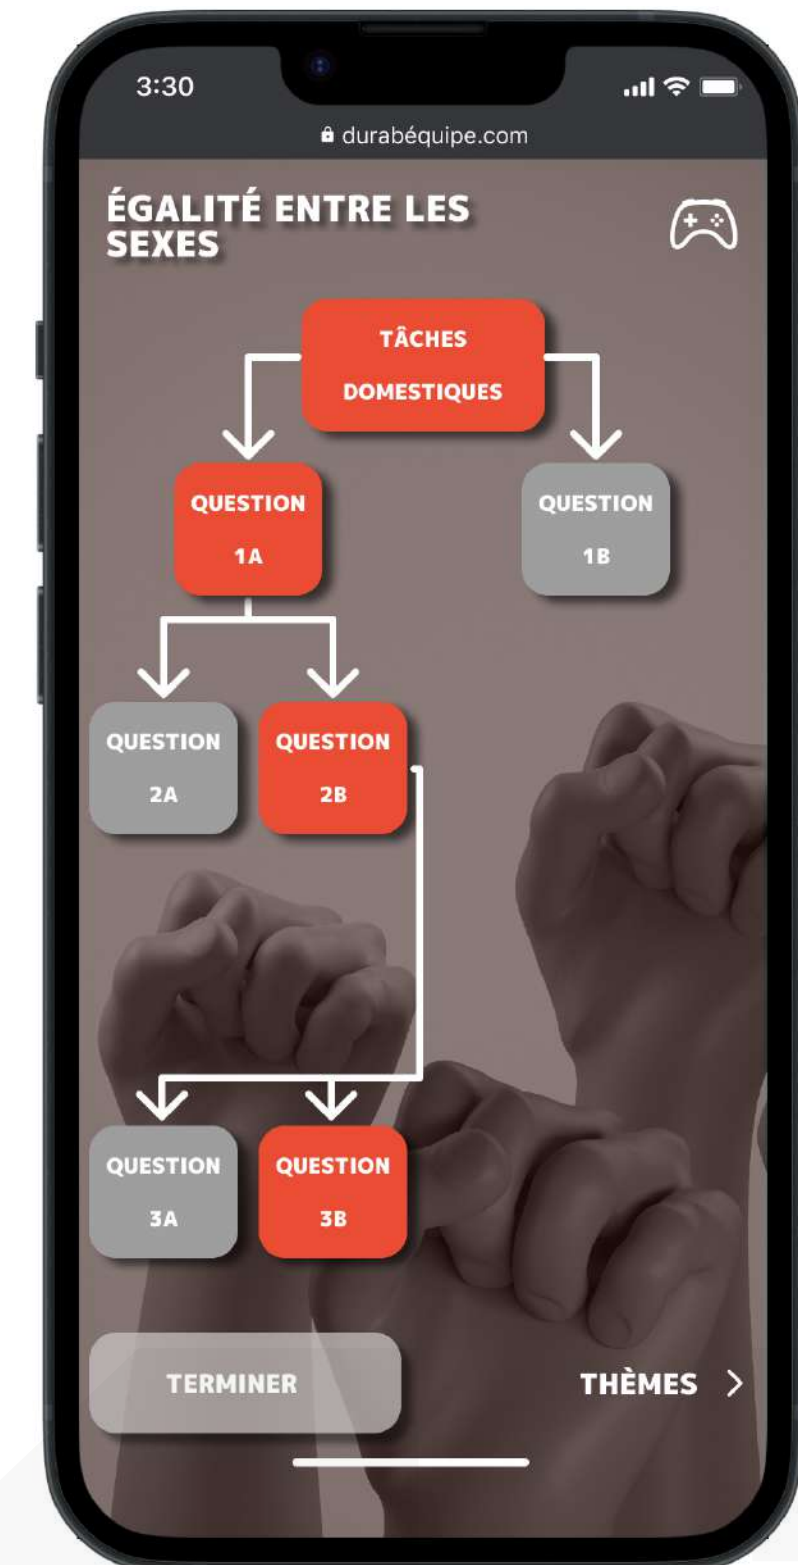 3:30
durabéquipe.com
ÉGALITÉ ENTRE LES
SEXES
TÂCHES
DOMESTIQUES
QUESTION
1A
QUESTION
1B
QUESTION
2A
QUESTION
2B
QUESTION
3A
QUESTION
3B
TERMINER
THÈMES